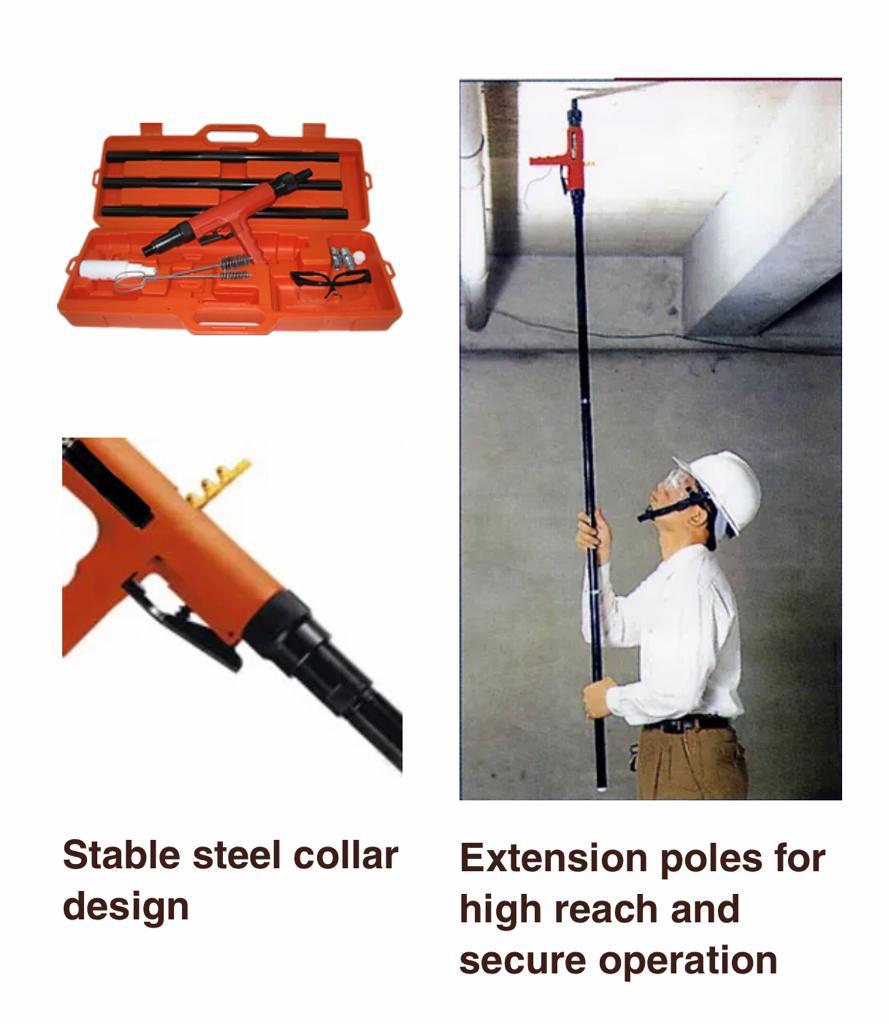 Stable steel collar
design
Extension poles for
high reach and
secure operation